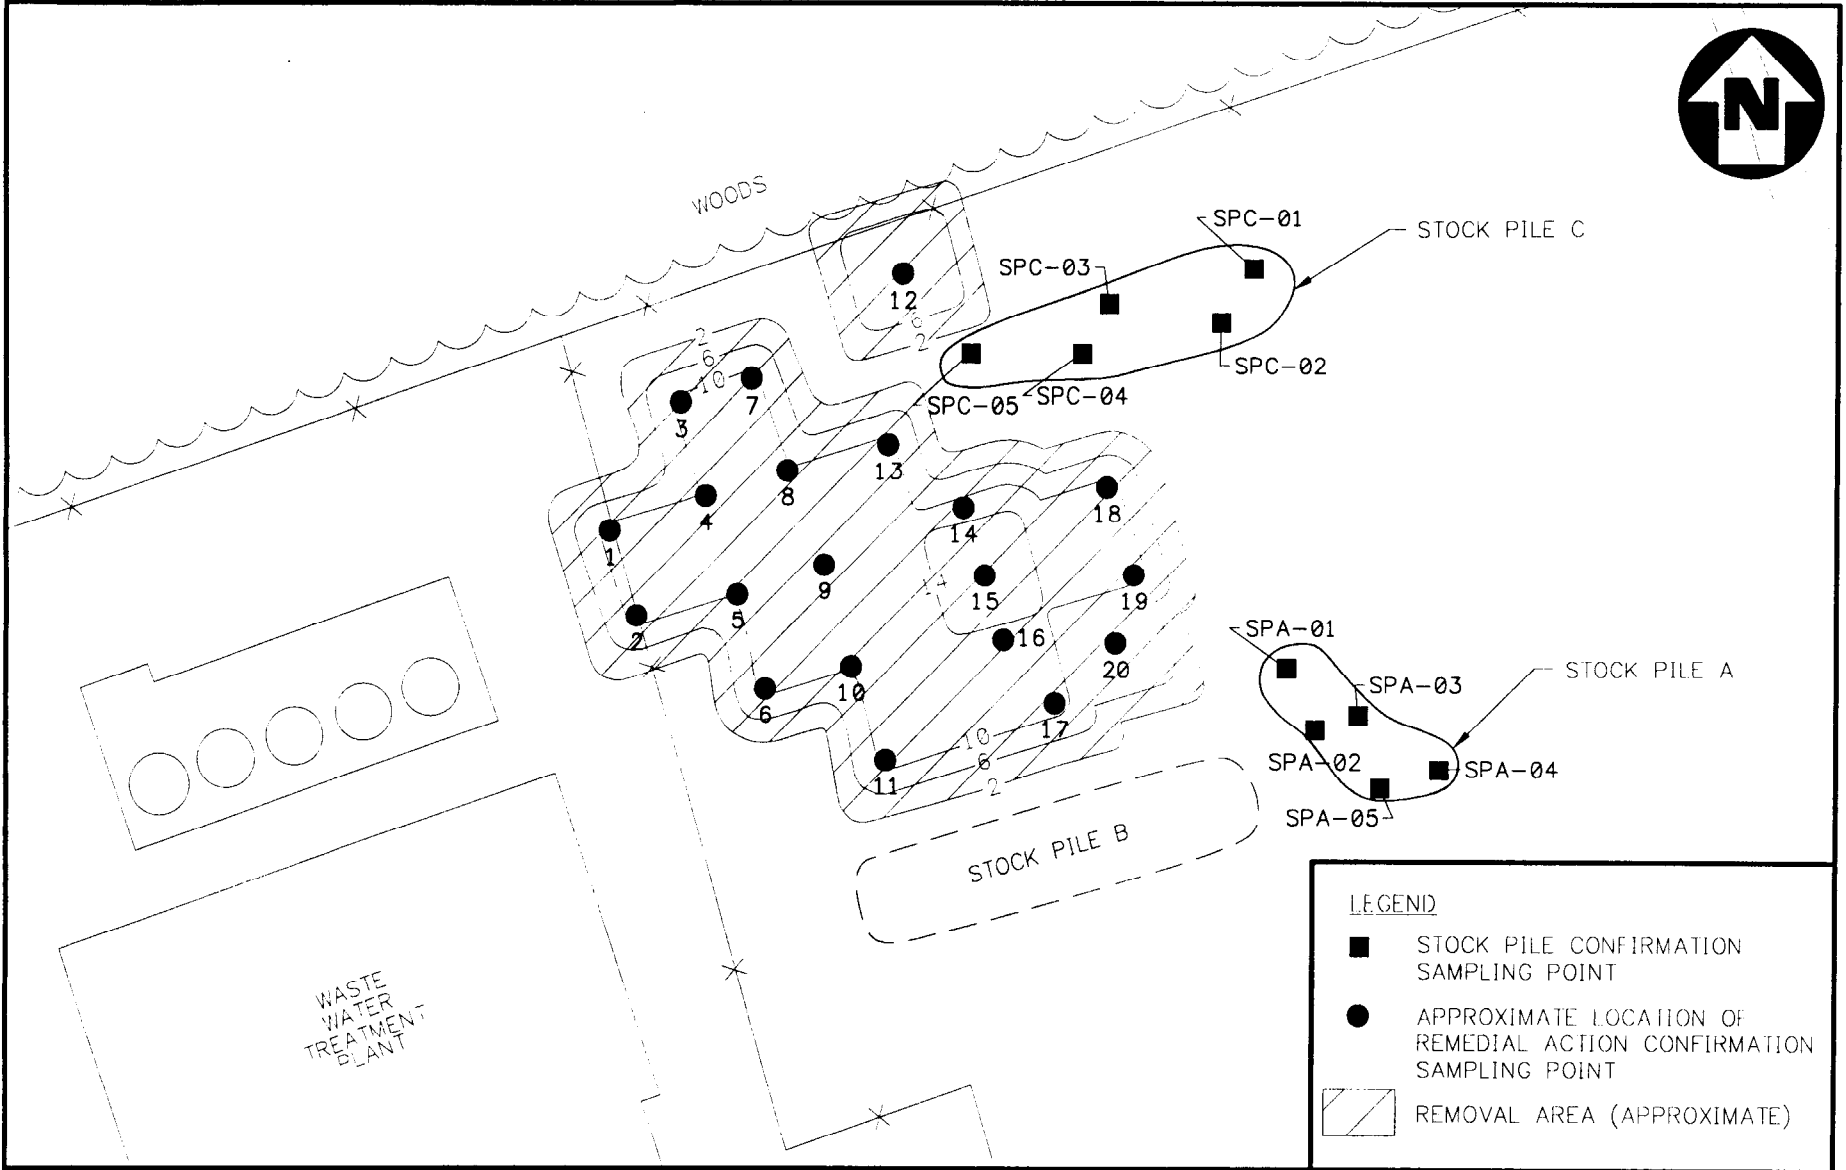 N
WOODS
SPC-01
STOCK PILE C
SPC-03
12
6
2
SPC-02
SPC-05
SPC-04
2
6
10
3
7
13
8
4
14
18
1
9
14
15
19
5
2
16
20
10
6
17
11
10
6
2
SPA-01
STOCK PILE A
SPA-03
SPA-02
SPA-04
SPA-05
STOCK PILE B
WASTE
WATER
TREATMENT
PLANT
LEGEND
STOCK PILE CONFIRMATION
SAMPLING POINT
APPROXIMATE LOCATION OF
REMEDIAL ACTION CONFIRMATION
SAMPLING POINT
REMOVAL AREA (APPROXIMATE)